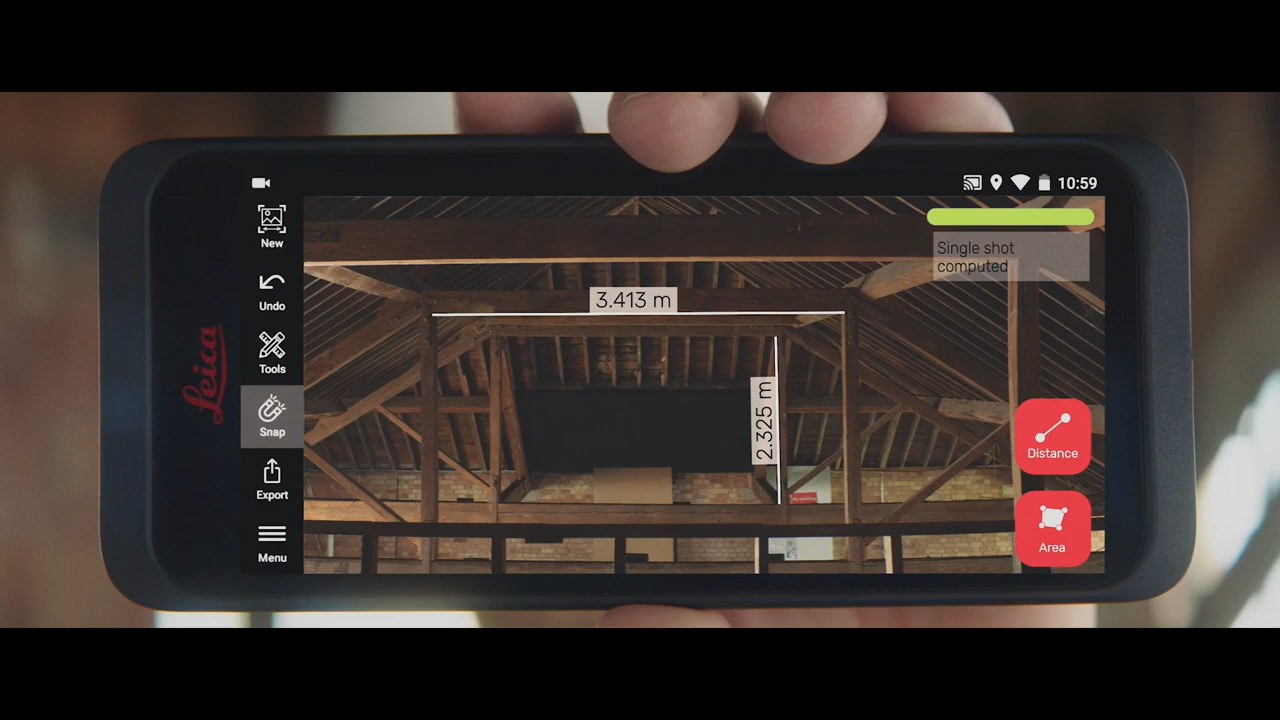 10:59
New
Single shot
computed
Undo
3.413 m
Tools
Leica
2.325 m
Snap
Distance
Export
Area
Menu